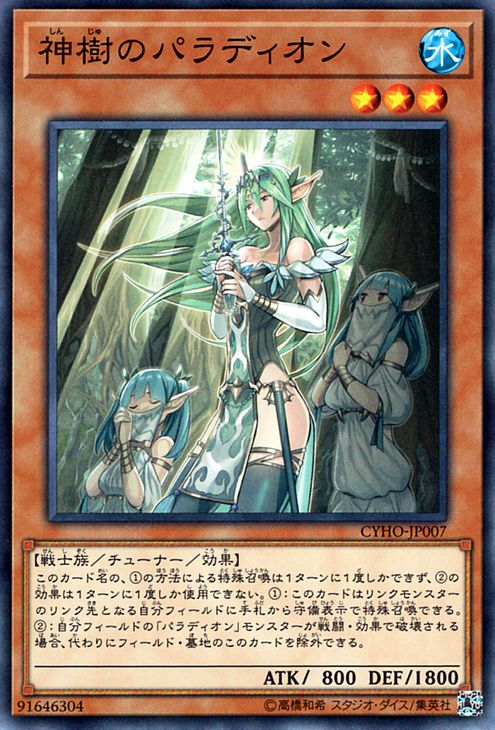 神樹のパラディオン
水
CYHO-JP007
【戦士族／チューナー／効果】
このカード名の、①の方法による特殊召喚は１ターンに１度しかできず、②の
効果は１ターンに１度しか使用できない。①：このカードはリンクモンスター
のリンク先となる自分フィールドに手札から守備表示で特殊召喚できる。
②：自分フィールドの「パラディオン」モンスターが戦闘・効果で破壊される
場合、代わりにフィールド・墓地のこのカードを除外できる。
ATK/ 800 DEF/1800
91646304 ©高橋和希 スタジオ・ダイス/集英社